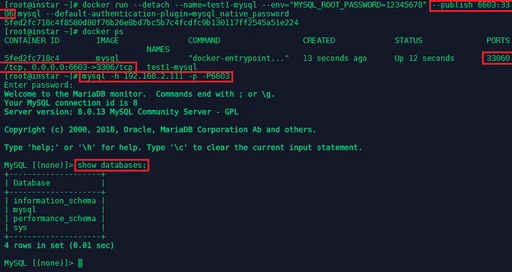 [root@instar ~]# docker run --detach --name=test1-mysql --env="MYSQL_ROOT_PASSWORD=12345678" --publish 6603:33
06 mysql --default-authentication-plugin=mysql_native_password
[root@instar ~]# docker ps
CONTAINER ID IMAGE COMMAND CREATED STATUS PORTS
NAMES
5fed2fc718c4 mysql "docker-entrypoint..." 13 seconds ago Up 12 seconds 33060
/tcp, 0.0.0.0:6603->3306/tcp test1-mysql
[root@instar ~]# mysql -h 192.168.2.111 -p -P6603
Enter password:
Welcome to the MariaDB monitor. Commands end with ; or \g.
Your MySQL connection id is 8
Server version: 8.0.13 MySQL Community Server - GPL
Copyright (c) 2000, 2018, Oracle, MariaDB Corporation Ab and others.
Type 'help;' or '\h' for help. Type '\c' to clear the current input statement.
MySQL [(none)]> show databases;
+--------------------+
| Database |
+--------------------+
| information_schema |
| mysql |
| performance_schema |
| sys |
+--------------------+
4 rows in set (0.01 sec)
MySQL [(none)]>